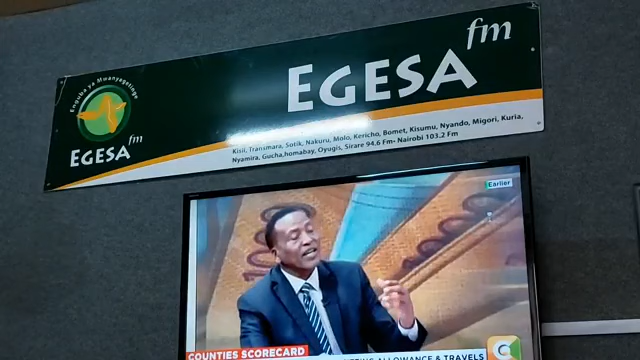 Enguba ya Mwanyagetinge
EGESA fm
EGESA fm
Kisii, Transmara, Sotik, Nakuru, Molo, Kericho, Bomet, Kisumu, Nyando, Migori, Kuria,
Nyamira, Gucha,homabay, Oyugis, Sirare 94.6 Fm- Nairobi 103.2 Fm
Earlier
COUNTIES SCORECARD
ALLOWANCE & TRAVELS